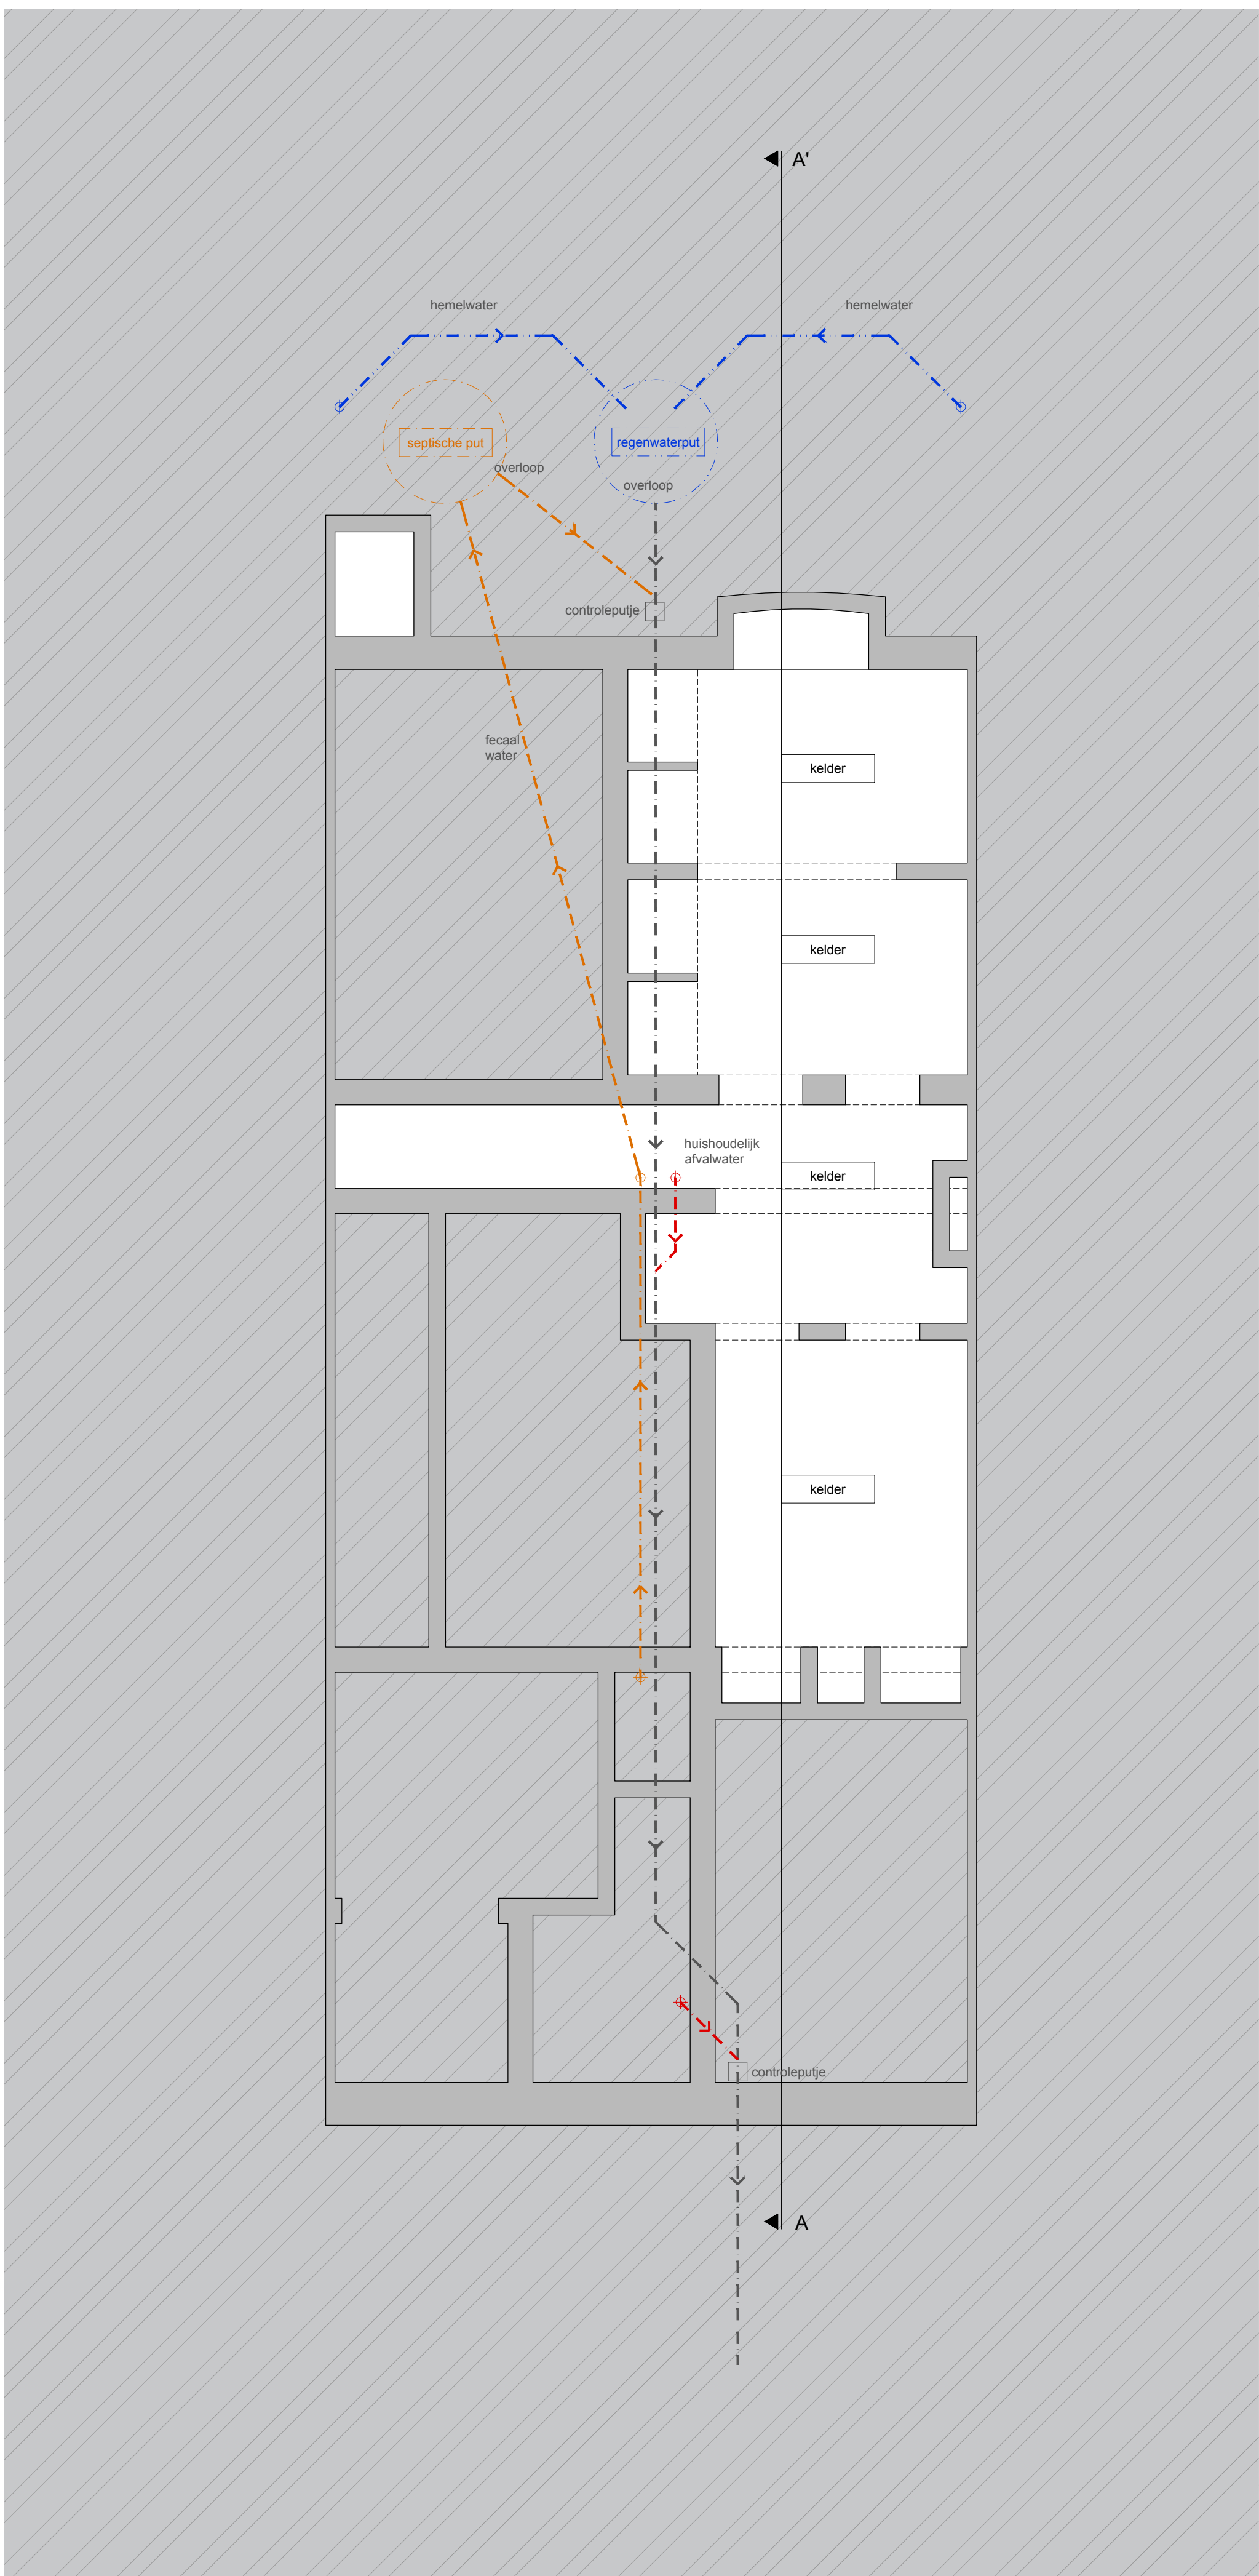 A'
hemelwater
hemelwater
septische put
regenwaterput
overloop
overloop
controleputje
fecaal
water
kelder
kelder
huishoudelijk
afvalwater
kelder
kelder
controleputje
A